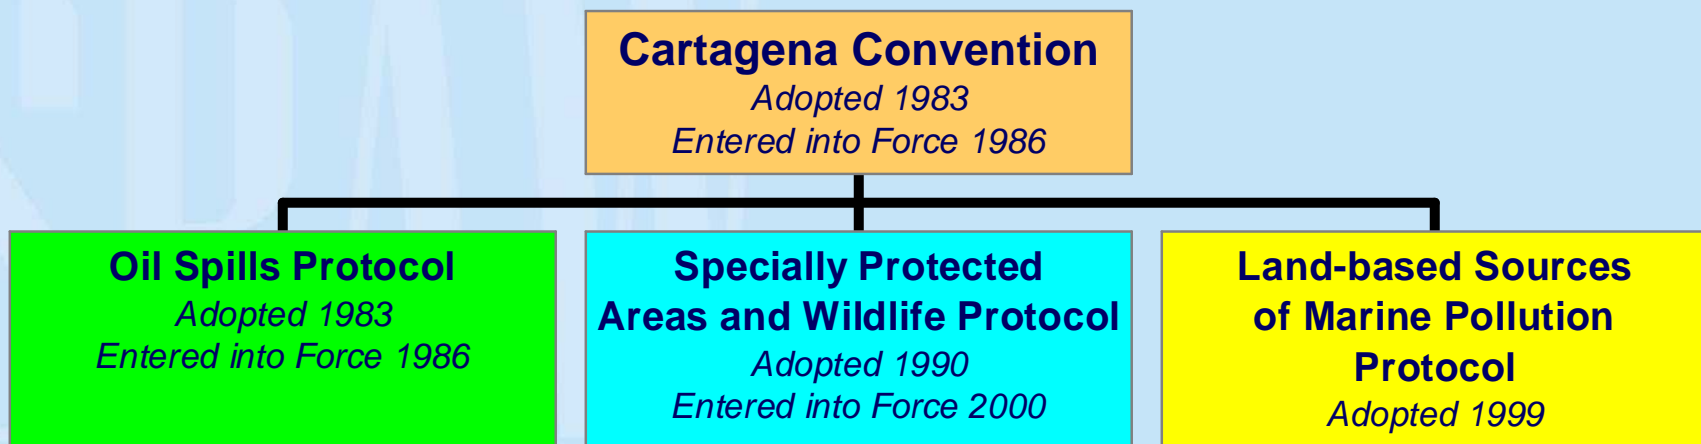 Cartagena Convention
Adopted 1983
Entered into Force 1986
Oil Spills Protocol
Adopted 1983
Entered into Force 1986
Specially Protected
Areas and Wildlife Protocol
Adopted 1990
Entered into Force 2000
Land-based Sources
of Marine Pollution
Protocol
Adopted 1999